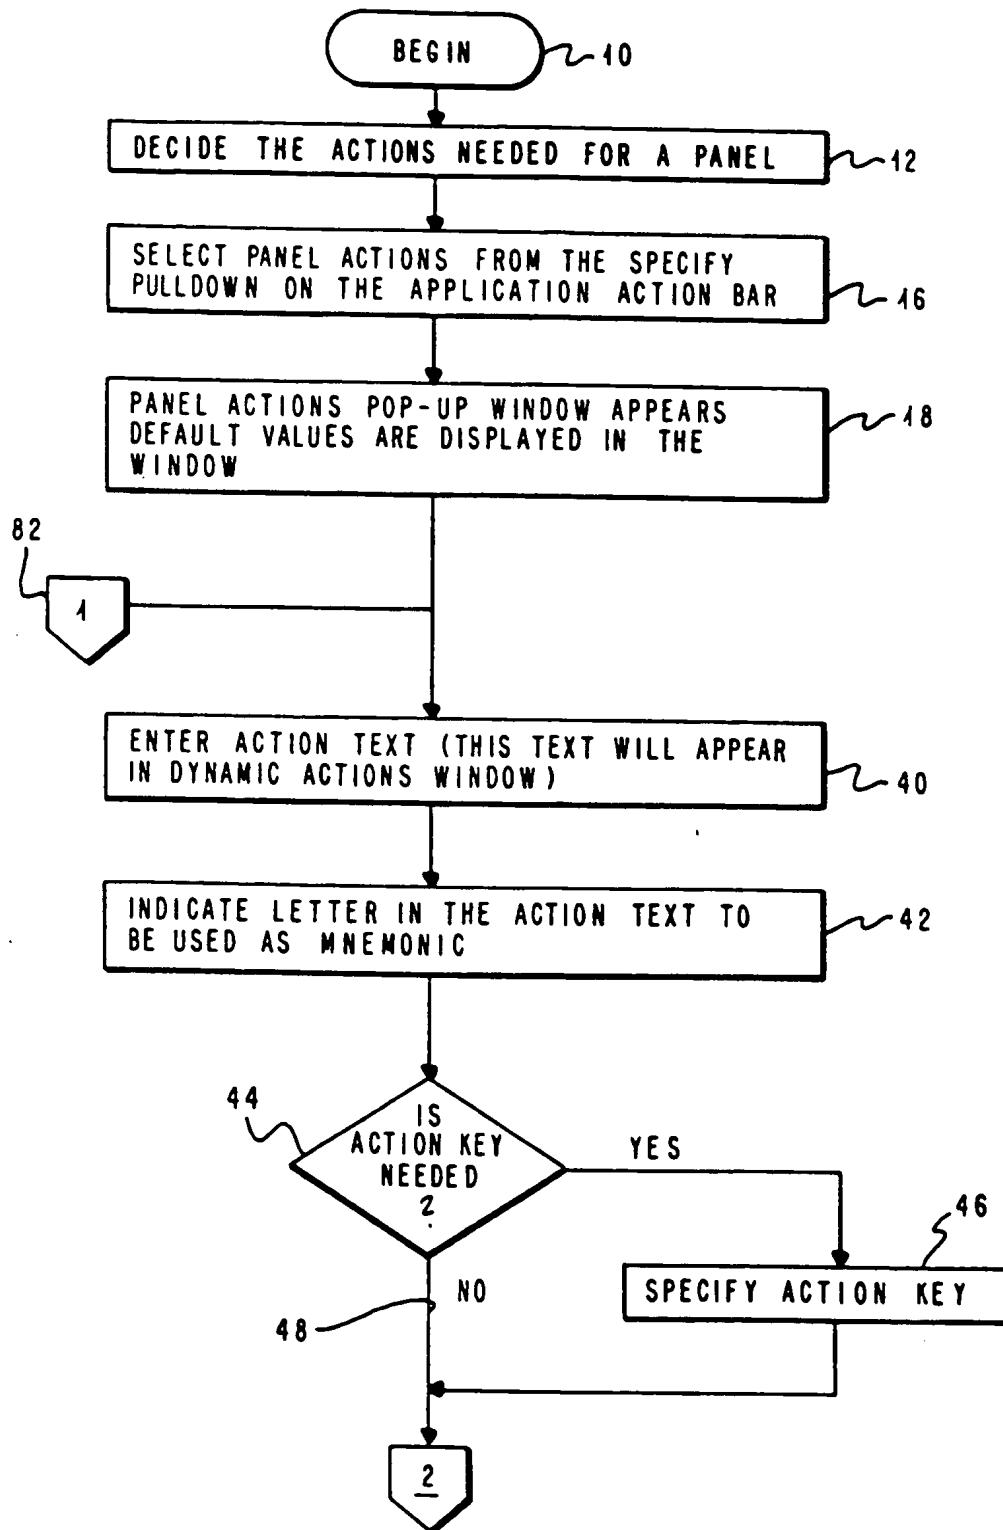 BEGIN
10
DECIDE THE ACTIONS NEEDED FOR A PANEL
12
SELECT PANEL ACTIONS FROM THE SPECIFY
PULLDOWN ON THE APPLICATION ACTION BAR
16
PANEL ACTIONS POP-UP WINDOW APPEARS
DEFAULT VALUES ARE DISPLAYED IN THE
WINDOW
18
82
1
ENTER ACTION TEXT (THIS TEXT WILL APPEAR
IN DYNAMIC ACTIONS WINDOW)
40
INDICATE LETTER IN THE ACTION TEXT TO
BE USED AS MNEMONIC
42
44
IS
ACTION KEY
NEEDED
?
YES
46
SPECIFY ACTION KEY
NO
48
2